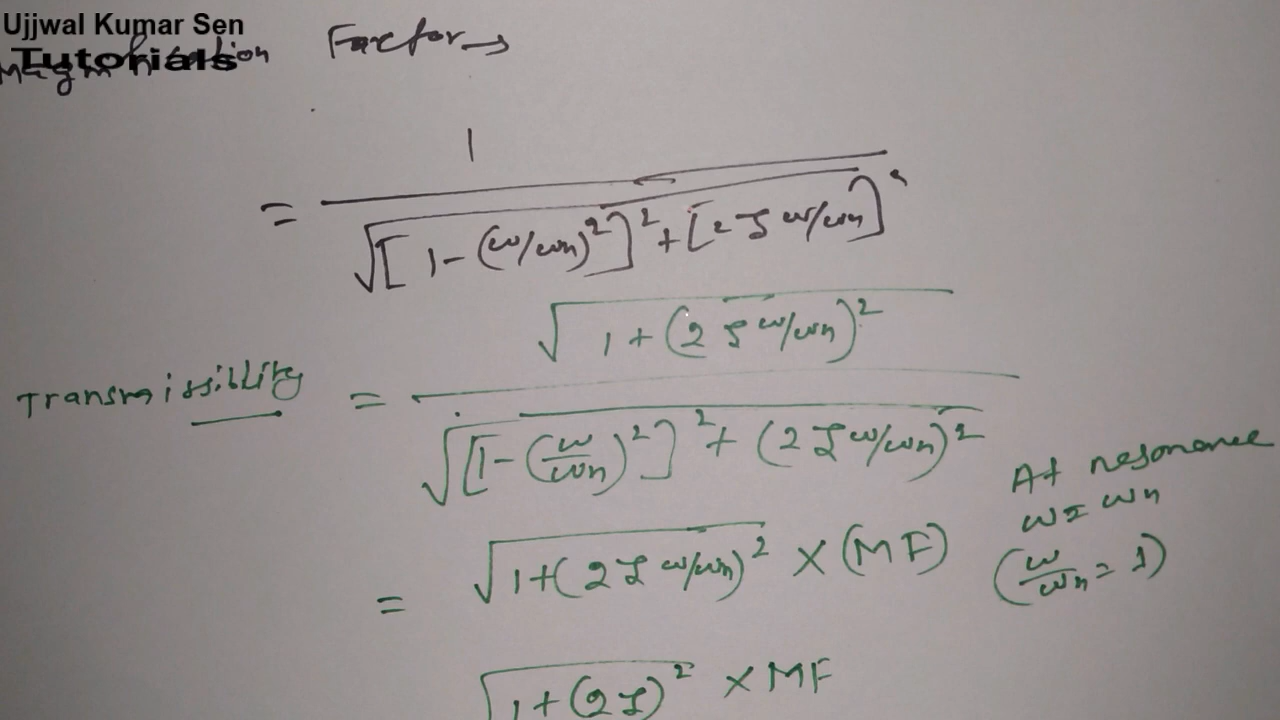 Ujjwal Kumar Sen
Tutorials
Magnification Factor →
= 1 / √([1 - (ω/ωn)²]² + [2ζ ω/ωn]²)
Transmissiblity = √(1 + (2ζ ω/ωn)²) / √([1 - (ω/ωn)²]² + (2ζ ω/ωn)²)
At resonance
ω = ωn
(ω/ωn = 1)
= √(1 + (2ζ ω/ωn)²) × (MF)
√(1 + (2ζ)²) × MF